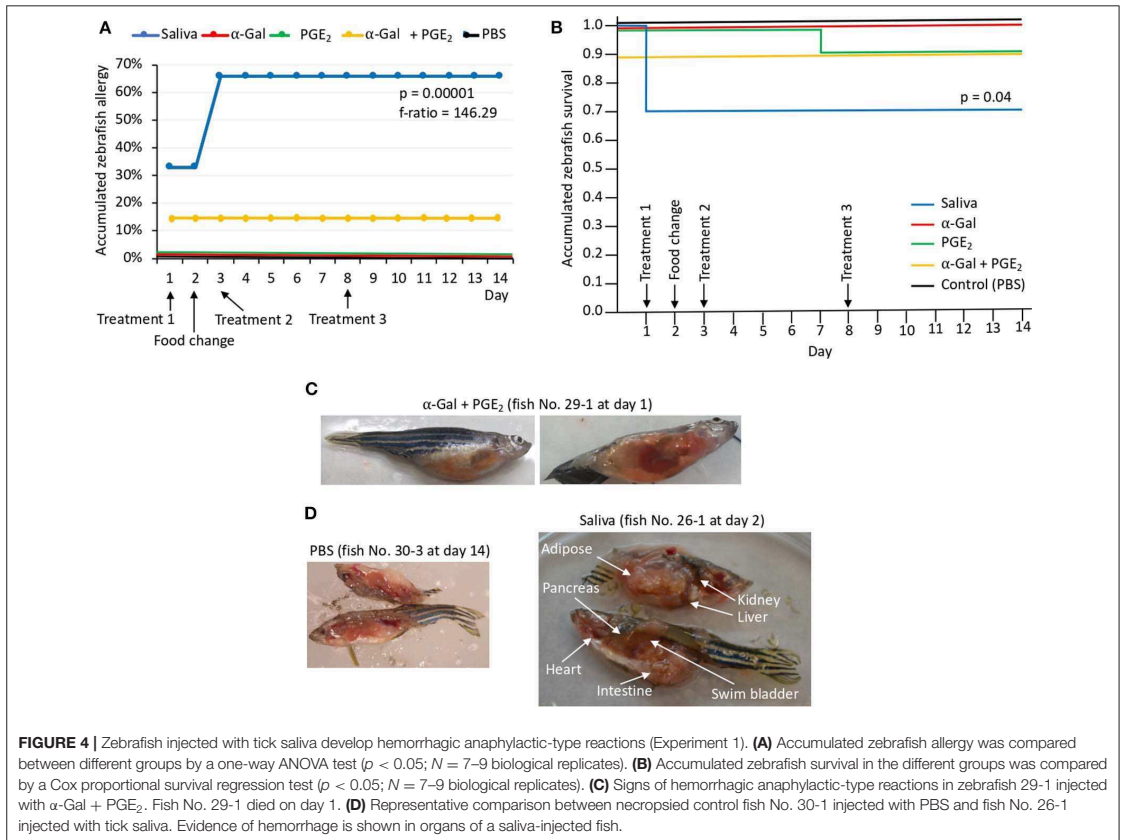 A
Saliva α-Gal PGE₂ α-Gal + PGE₂ PBS
Accumulated zebrafish allergy
70%
60%
50%
40%
30%
20%
10%
0%
p = 0.00001
f-ratio = 146.29
1 2 3 4 5 6 7 8 9 10 11 12 13 14
Day
Treatment 1
Food change
Treatment 2
Treatment 3
B
Accumulated zebrafish survival
1.0
0.9
0.8
0.7
0.6
0.5
0.4
0.3
0.2
0.1
0.0
p = 0.04
Treatment 1
Food change
Treatment 2
Treatment 3
Saliva
α-Gal
PGE₂
α-Gal + PGE₂
Control (PBS)
1 2 3 4 5 6 7 8 9 10 11 12 13 14
Day
C
α-Gal + PGE₂ (fish No. 29-1 at day 1)
D
PBS (fish No. 30-3 at day 14)
Saliva (fish No. 26-1 at day 2)
Adipose
Pancreas
Kidney
Liver
Heart
Intestine
Swim bladder
FIGURE 4 | Zebrafish injected with tick saliva develop hemorrhagic anaphylactic-type reactions (Experiment 1). (A) Accumulated zebrafish allergy was compared
between different groups by a one-way ANOVA test (p < 0.05; N = 7–9 biological replicates). (B) Accumulated zebrafish survival in the different groups was compared
by a Cox proportional survival regression test (p < 0.05; N = 7–9 biological replicates). (C) Signs of hemorrhagic anaphylactic-type reactions in zebrafish 29-1 injected
with α-Gal + PGE₂. Fish No. 29-1 died on day 1. (D) Representative comparison between necropsied control fish No. 30-1 injected with PBS and fish No. 26-1
injected with tick saliva. Evidence of hemorrhage is shown in organs of a saliva-injected fish.